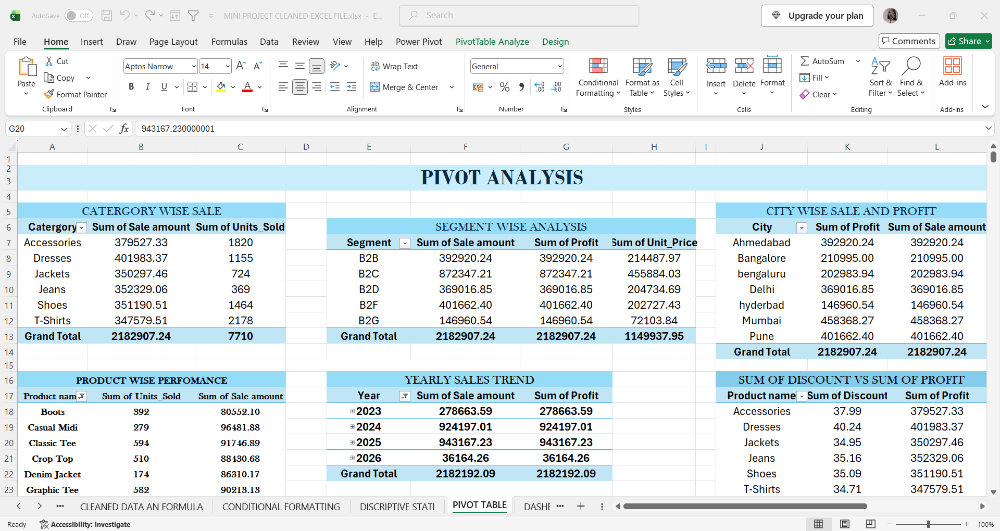 AutoSave Off MINI PROJECT CLEANED EXCEL FILE.xlsx - E... Search Upgrade your plan
File Home Insert Draw Page Layout Formulas Data Review View Help Power Pivot PivotTable Analyze Design Comments Share
Paste Cut Copy Format Painter Clipboard
Aptos Narrow 14 B I U Font
Wrap Text Merge & Center Alignment
General Number
Conditional Formatting Format as Table Cell Styles Styles
Insert Delete Format Cells
AutoSum Fill Clear Sort & Filter Find & Select Editing
Add-ins Add-ins
G20 fx 943167.230000001
A B C D E F G H I J K L
1
2
3 PIVOT ANALYSIS
4
5 CATERGORY WISE SALE CITY WISE SALE AND PROFIT
6 Catergory Sum of Sale amount Sum of Units_Sold SEGMENT WISE ANALYSIS City Sum of Profit Sum of Sale amount
7 Accessories 379527.33 1820 Segment Sum of Sale amount Sum of Profit Sum of Unit_Price Ahmedabad 392920.24 392920.24
8 Dresses 401983.37 1155 B2B 392920.24 392920.24 214487.97 Bangalore 210995.00 210995.00
9 Jackets 350297.46 724 B2C 872347.21 872347.21 455884.03 bengaluru 202983.94 202983.94
10 Jeans 352329.06 369 B2D 369016.85 369016.85 204734.69 Delhi 369016.85 369016.85
11 Shoes 351190.51 1464 B2F 401662.40 401662.40 202727.43 hyderbad 146960.54 146960.54
12 T-Shirts 347579.51 2178 B2G 146960.54 146960.54 72103.84 Mumbai 458368.27 458368.27
13 Grand Total 2182907.24 7710 Grand Total 2182907.24 2182907.24 1149937.95 Pune 401662.40 401662.40
14 Grand Total 2182907.24 2182907.24
15
16 PRODUCT WISE PERFOMANCE YEARLY SALES TREND SUM OF DISCOUNT VS SUM OF PROFIT
17 Product nam Sum of Units_Sold Sum of Sale amount Year Sum of Sale amount Sum of Profit Product name Sum of Discount Sum of Profit
18 Boots 392 80552.10 2023 278663.59 278663.59 Accessories 37.99 379527.33
19 Casual Midi 279 96481.88 2024 924197.01 924197.01 Dresses 40.24 401983.37
20 Classic Tee 594 91746.89 2025 943167.23 943167.23 Jackets 34.95 350297.46
21 Crop Top 510 88430.68 2026 36164.26 36164.26 Jeans 35.16 352329.06
22 Denim Jacket 174 86310.17 Grand Total 2182192.09 2182192.09 Shoes 35.09 351190.51
23 Graphic Tee 582 90213.13 T-Shirts 34.71 347579.51
CLEANED DATA AN FORMULA CONDITIONAL FORMATTING DISCRIPTIVE STATI PIVOT TABLE DASHE
Ready Accessibility: Investigate 100%